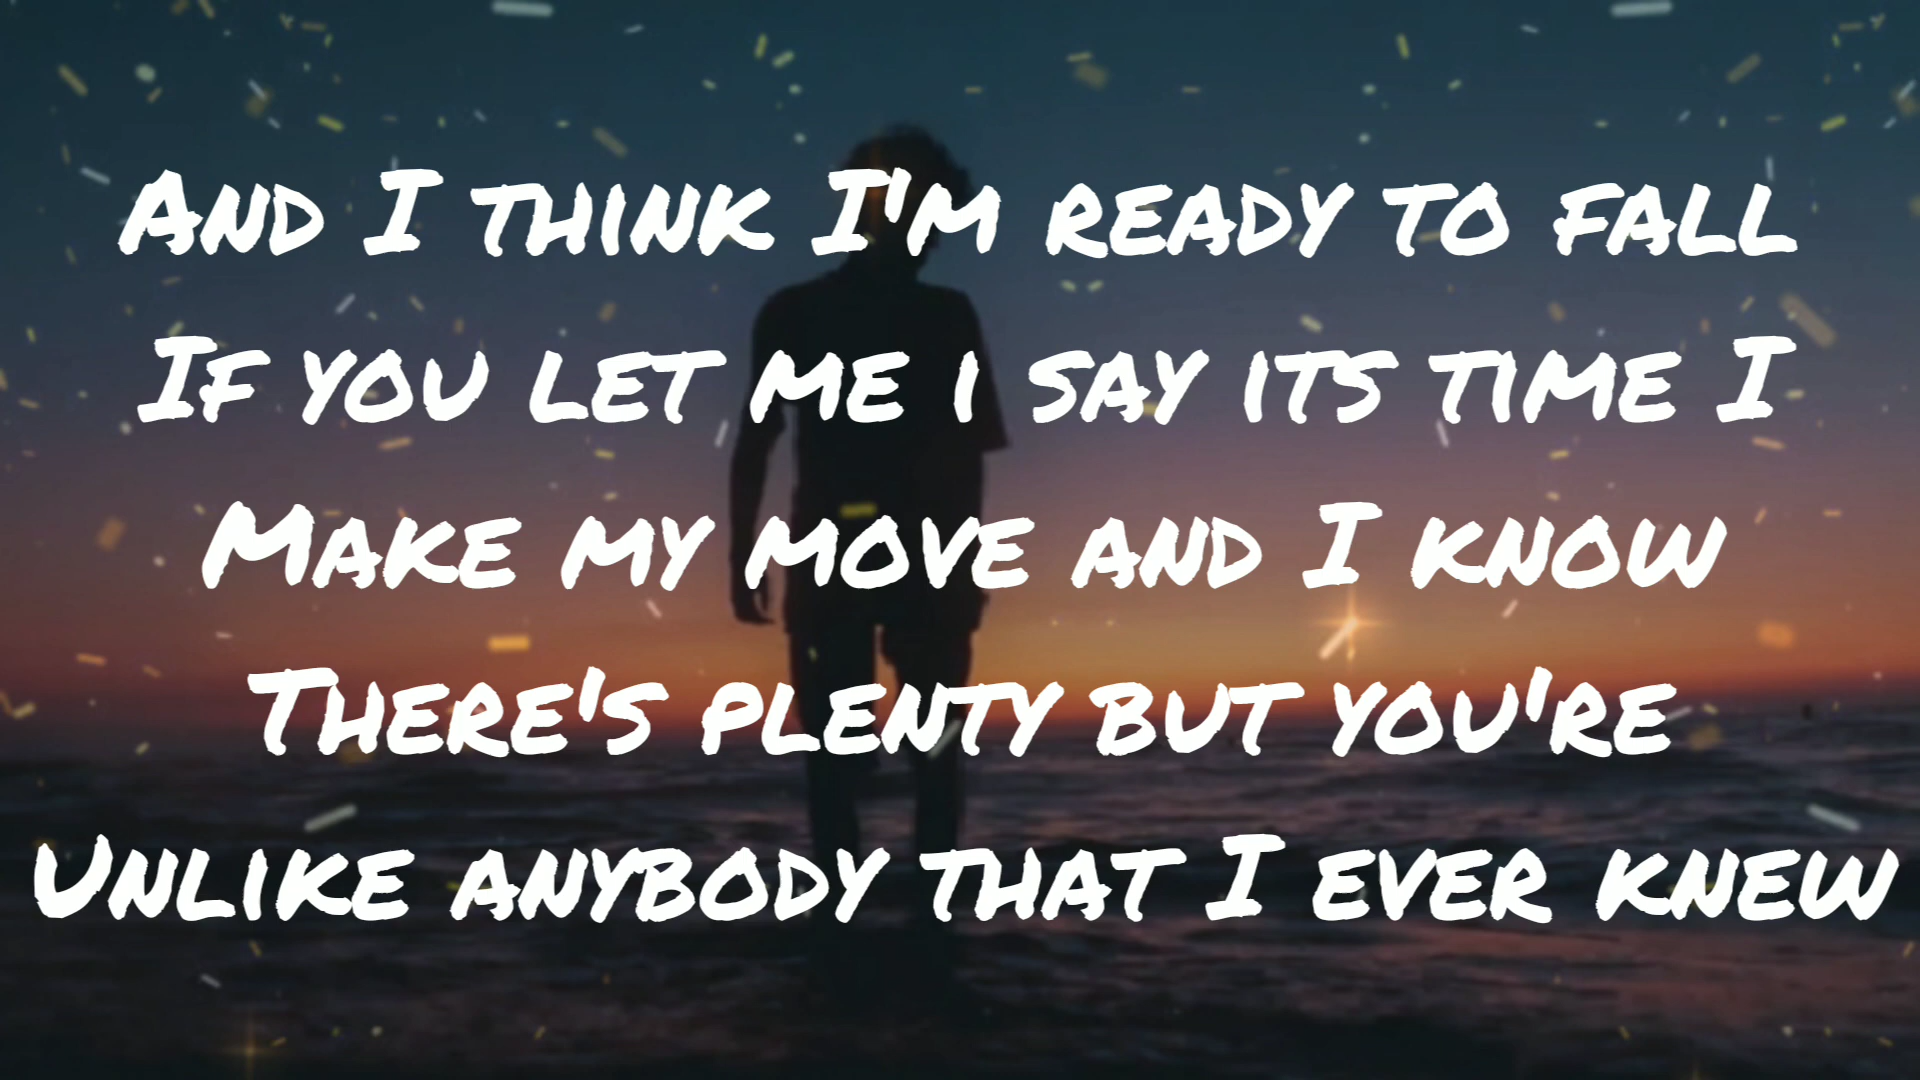 And I think I'm ready to fall
If you let me i say its time I
Make my move and I know
There's plenty but you're
Unlike anybody that I ever knew